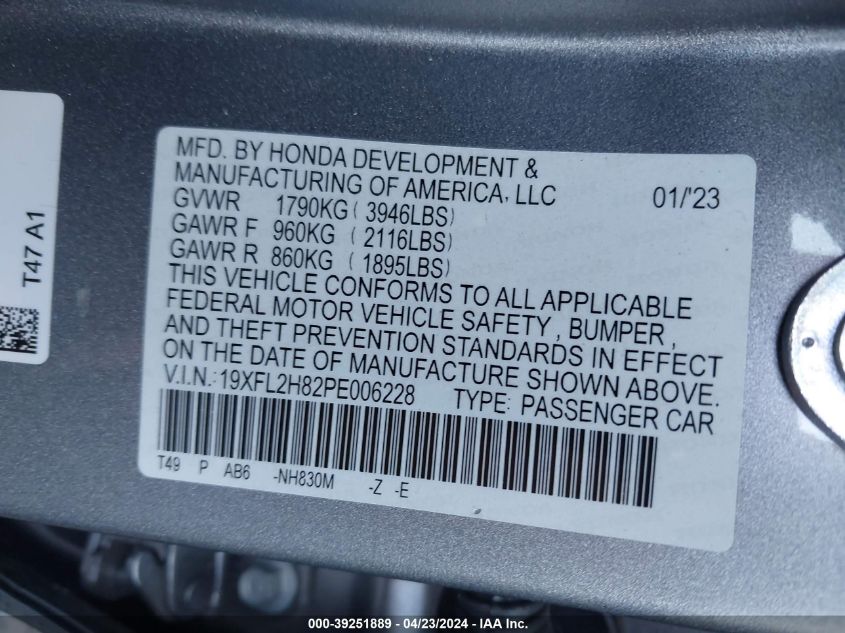 T47 A1
MFD. BY HONDA DEVELOPMENT &
MANUFACTURING OF AMERICA, LLC 01/'23
GVWR 1790KG ( 3946LBS)
GAWR F 960KG ( 2116LBS)
GAWR R 860KG ( 1895LBS)
THIS VEHICLE CONFORMS TO ALL APPLICABLE
FEDERAL MOTOR VEHICLE SAFETY, BUMPER,
AND THEFT PREVENTION STANDARDS IN EFFECT
ON THE DATE OF MANUFACTURE SHOWN ABOVE.
V.I.N.:19XFL2H82PE006228 TYPE: PASSENGER CAR
T49 P AB6 -NH830M -Z -E
000-39251889 - 04/23/2024 - IAA Inc.